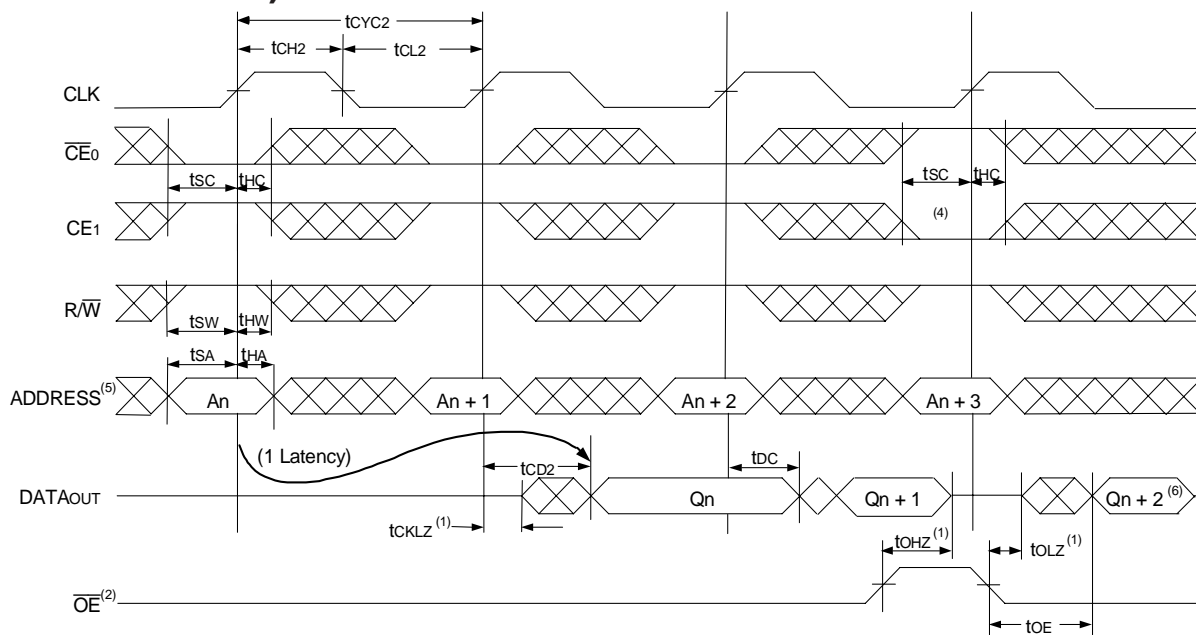 tCYC2
tCH2 tCL2
CLK
CE0
tSC tHC tSC tHC
CE1 (4)
R/W
tSW tHW
tSA tHA
ADDRESS(5) An An + 1 An + 2 An + 3
(1 Latency) tCD2 tDC
DATAOUT Qn Qn + 1 Qn + 2(6)
tCKLZ(1) tOHZ(1) tOLZ(1)
OE(2)
tOE